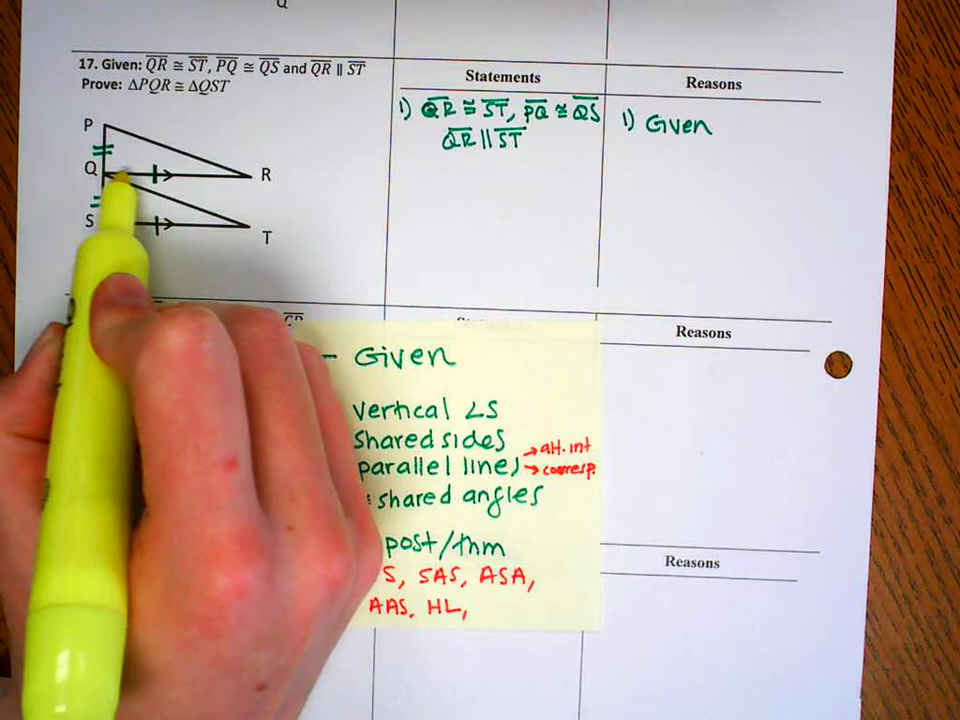 Q
17. Given: QR ≅ ST, PQ ≅ QS and QR ∥ ST
Prove: ΔPQR ≅ ΔQST
Statements
Reasons
1) QR ≅ ST, PQ ≅ QS
QR ∥ ST
1) Given
P
Q
R
S
T
Reasons
- Given
vertical ∠s
shared sides
→ alt. int
parallel lines → corresp.
shared angles
post/thm
S, SAS, ASA,
AAS, HL,
Reasons